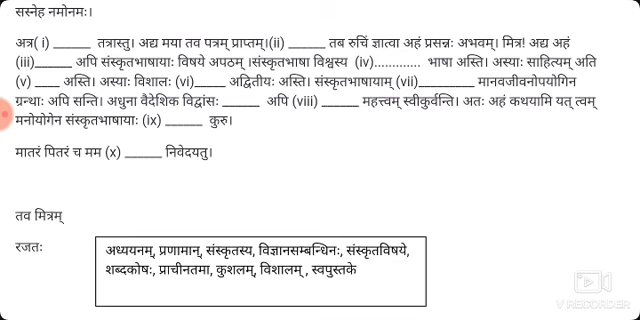 सस्नेह नमोनमः।
अत्र( i) ______ तत्रास्तु। अद्य मया तव पत्रम् प्राप्तम्।(ii) ______ तब रुचिं ज्ञात्वा अहं प्रसन्नः अभवम्। मित्र! अद्य अहं
(iii)______ अपि संस्कृतभाषायाः विषये अपठम् ।संस्कृतभाषा विश्वस्य (iv)............. भाषा अस्ति। अस्याः साहित्यम् अति
(v) ____ अस्ति। अस्याः विशालः (vi)_____ अद्वितीयः अस्ति। संस्कृतभाषायाम् (vii)_________ मानवजीवनोपयोगिन
ग्रन्थाः अपि सन्ति। अधुना वैदेशिक विद्वांसः ______ अपि (viii) ______ महत्त्वम् स्वीकुर्वन्ति। अतः अहं कथयामि यत् त्वम्
मनोयोगेन संस्कृतभाषायाः (ix) ______ कुरु।
मातरं पितरं च मम (x) ______ निवेदयतु।
तव मित्रम्
रजतः
अध्ययनम्, प्रणामान्, संस्कृतस्य, विज्ञानसम्बन्धिनः, संस्कृतविषये,
शब्दकोषः, प्राचीनतमा, कुशलम्, विशालम् , स्वपुस्तके
V RECORDER